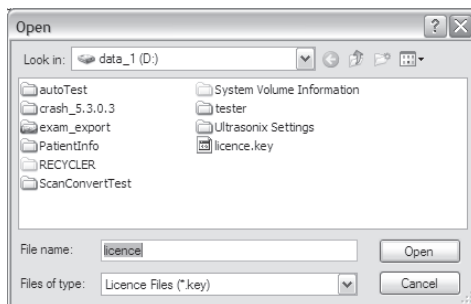 Open
Look in: data_1 (D:)
autoTest
crash_5.3.0.3
exam_export
PatientInfo
RECYCLER
ScanConvertTest
System Volume Information
tester
Ultrasonix Settings
licence.key
File name: licence Open
Files of type: Licence Files (*.key) Cancel